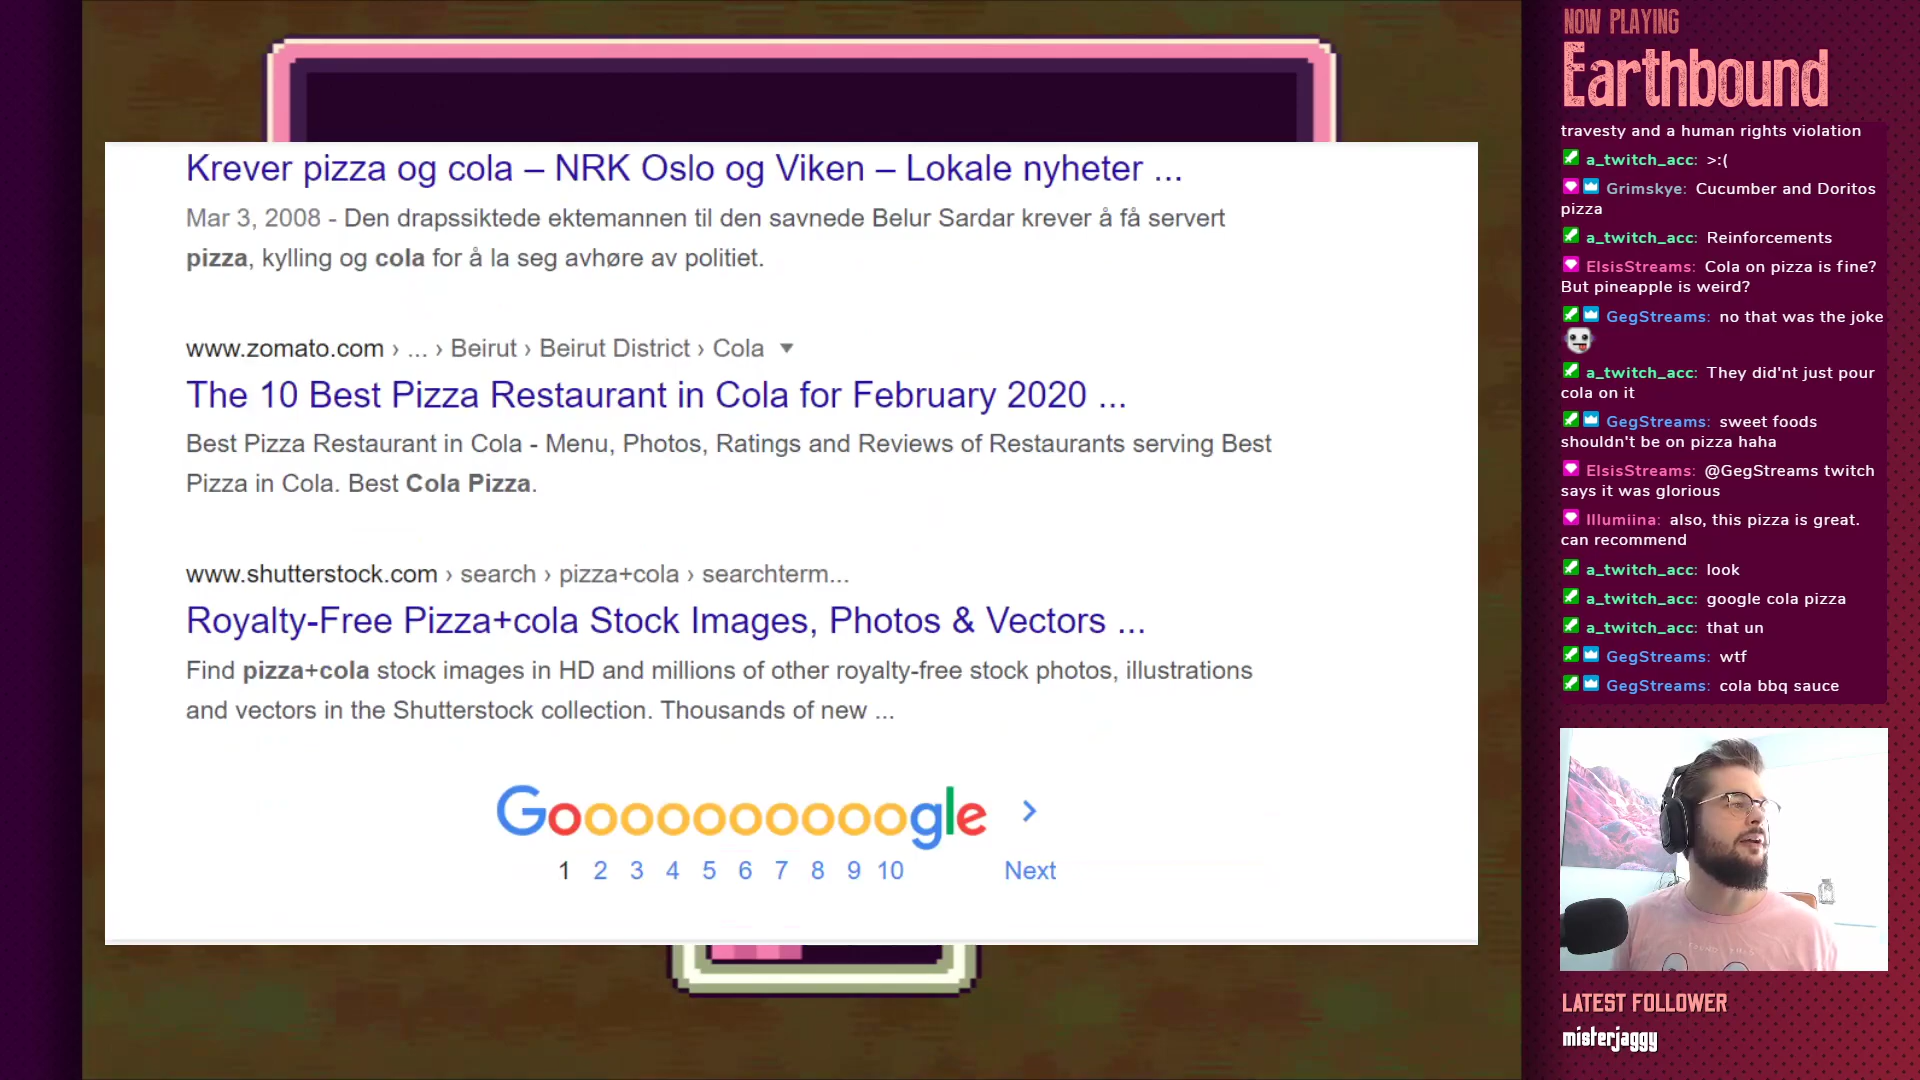 Krever pizza og cola – NRK Oslo og Viken – Lokale nyheter ...
Mar 3, 2008 - Den drapssiktede ektemannen til den savnede Belur Sardar krever å få servert
pizza, kylling og cola for å la seg avhøre av politiet.
www.zomato.com › ... › Beirut › Beirut District › Cola
The 10 Best Pizza Restaurant in Cola for February 2020 ...
Best Pizza Restaurant in Cola - Menu, Photos, Ratings and Reviews of Restaurants serving Best
Pizza in Cola. Best Cola Pizza.
www.shutterstock.com › search › pizza+cola › searchterm...
Royalty-Free Pizza+cola Stock Images, Photos & Vectors ...
Find pizza+cola stock images in HD and millions of other royalty-free stock photos, illustrations
and vectors in the Shutterstock collection. Thousands of new ...
Goooooooooogle
1 2 3 4 5 6 7 8 9 10 Next
NOW PLAYING
Earthbound
travesty and a human rights violation
a_twitch_acc: >:(
Grimskye: Cucumber and Doritos
pizza
a_twitch_acc: Reinforcements
ElsisStreams: Cola on pizza is fine?
But pineapple is weird?
GegStreams: no that was the joke
a_twitch_acc: They did'nt just pour
cola on it
GegStreams: sweet foods
shouldn't be on pizza haha
ElsisStreams: @GegStreams twitch
says it was glorious
Illumiina: also, this pizza is great.
can recommend
a_twitch_acc: look
a_twitch_acc: google cola pizza
a_twitch_acc: that un
GegStreams: wtf
GegStreams: cola bbq sauce
LATEST FOLLOWER
misterjaggy